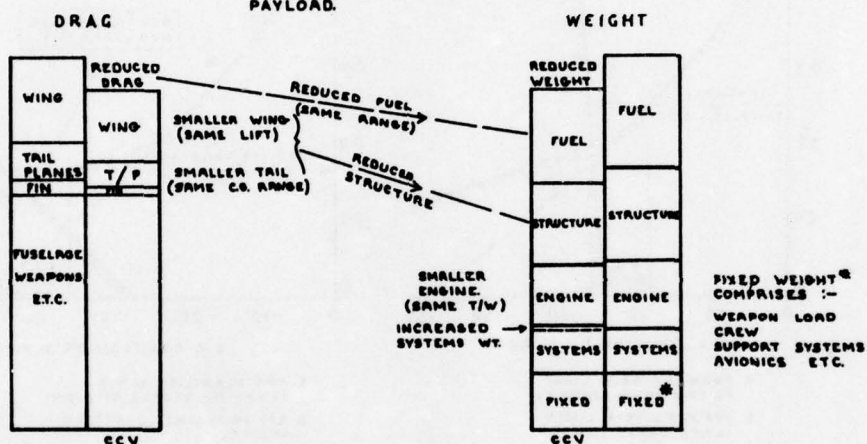 PAYLOAD.
DRAG
WEIGHT
WING
TAIL
PLANES
FIN
FUSELAGE
WEAPONS
E.T.C.
REDUCED
DRAG
WING
T/P
FIN
CCV
SMALLER WING
(SAME LIFT)
SMALLER TAIL
(SAME C.G. RANGE)
REDUCED FUEL
(SAME RANGE)
REDUCED
STRUCTURE
SMALLER
ENGINE
(SAME T/W)
INCREASED
SYSTEMS WT.
REDUCED
WEIGHT
FUEL
STRUCTURE
ENGINE
SYSTEMS
FIXED
CCV
FUEL
STRUCTURE
ENGINE
SYSTEMS
FIXED*
FIXED WEIGHT*
COMPRISES :-
WEAPON LOAD
CREW
SUPPORT SYSTEMS
AVIONICS ETC.